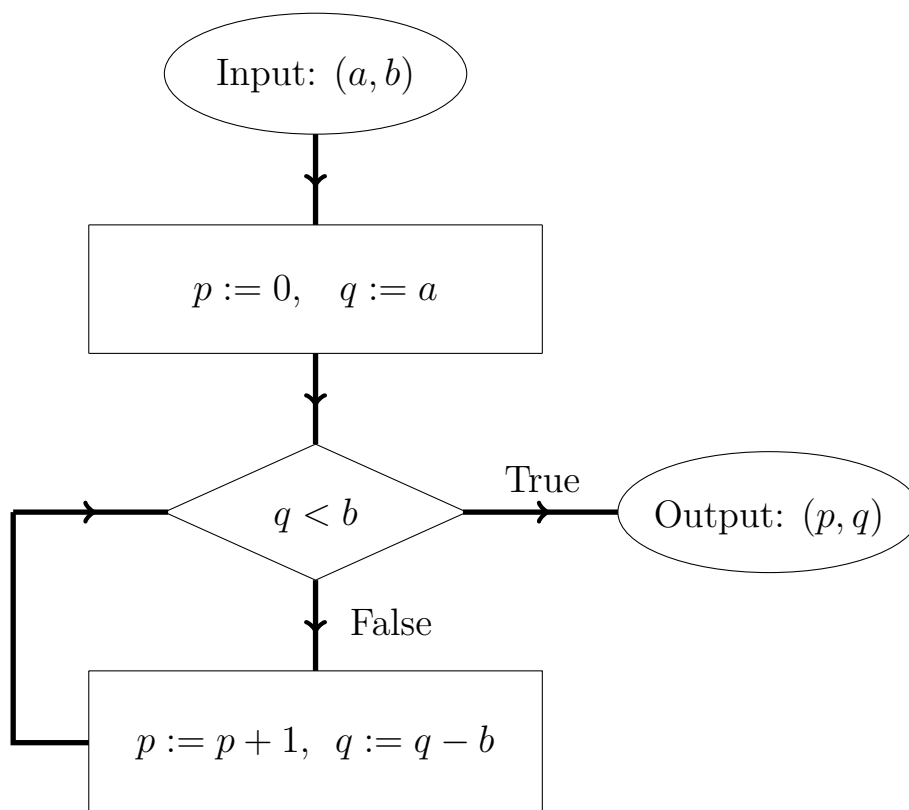 Input: (a, b)
p := 0, q := a
q < b
True
Output: (p, q)
False
p := p + 1, q := q − b